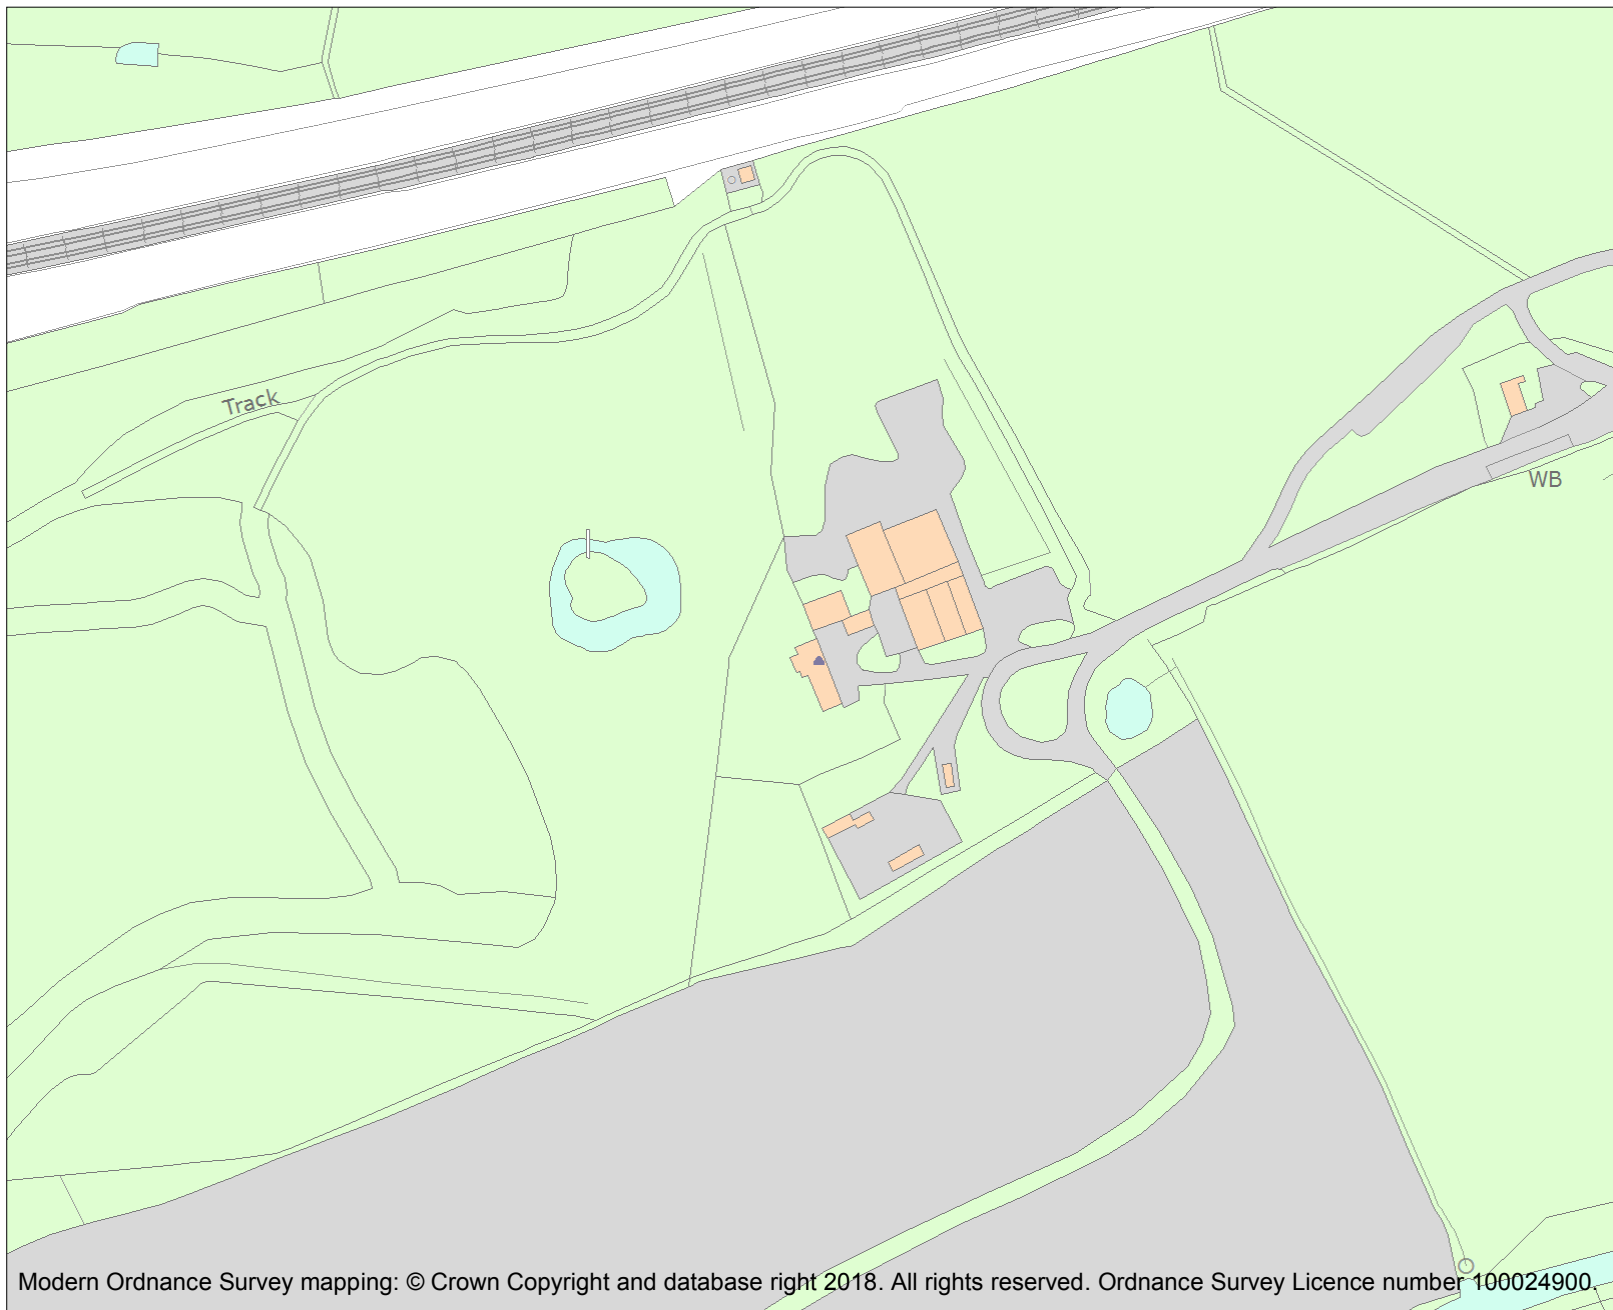 Track
WB
Modern Ordnance Survey mapping: © Crown Copyright and database right 2018. All rights reserved. Ordnance Survey Licence number 100024900.